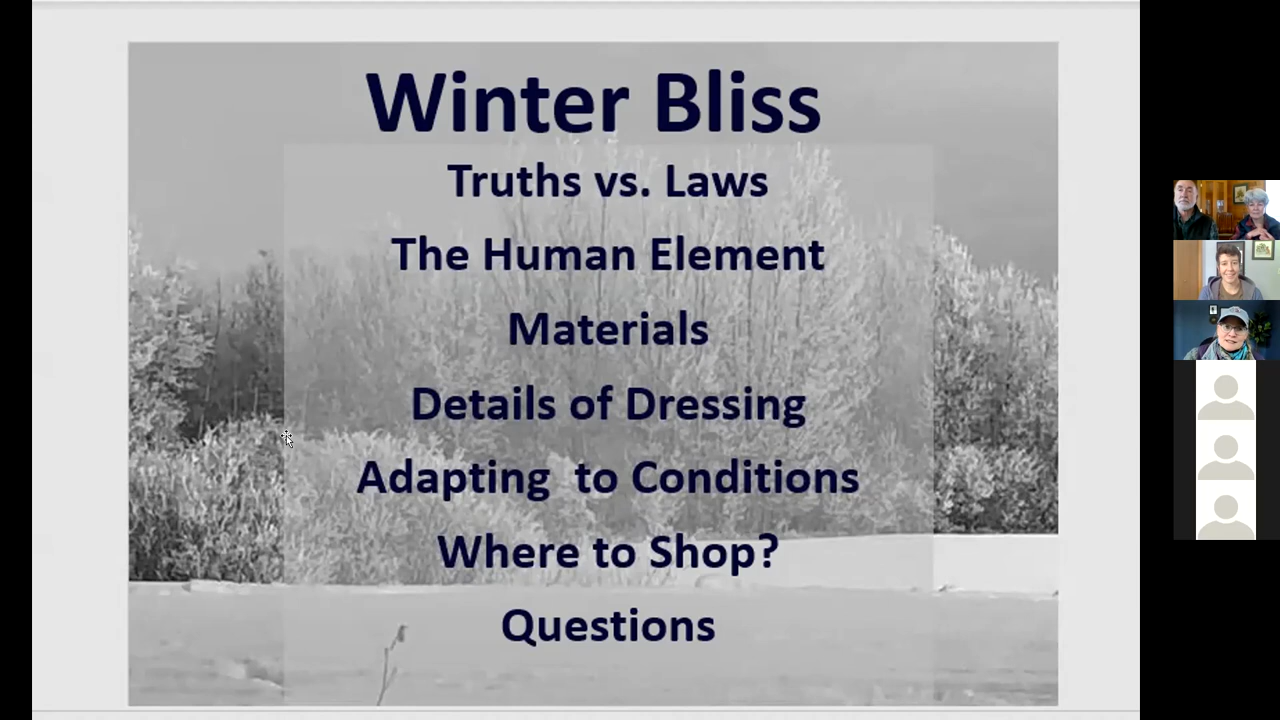 Winter Bliss
Truths vs. Laws
The Human Element
Materials
Details of Dressing
Adapting  to Conditions
Where to Shop?
Questions